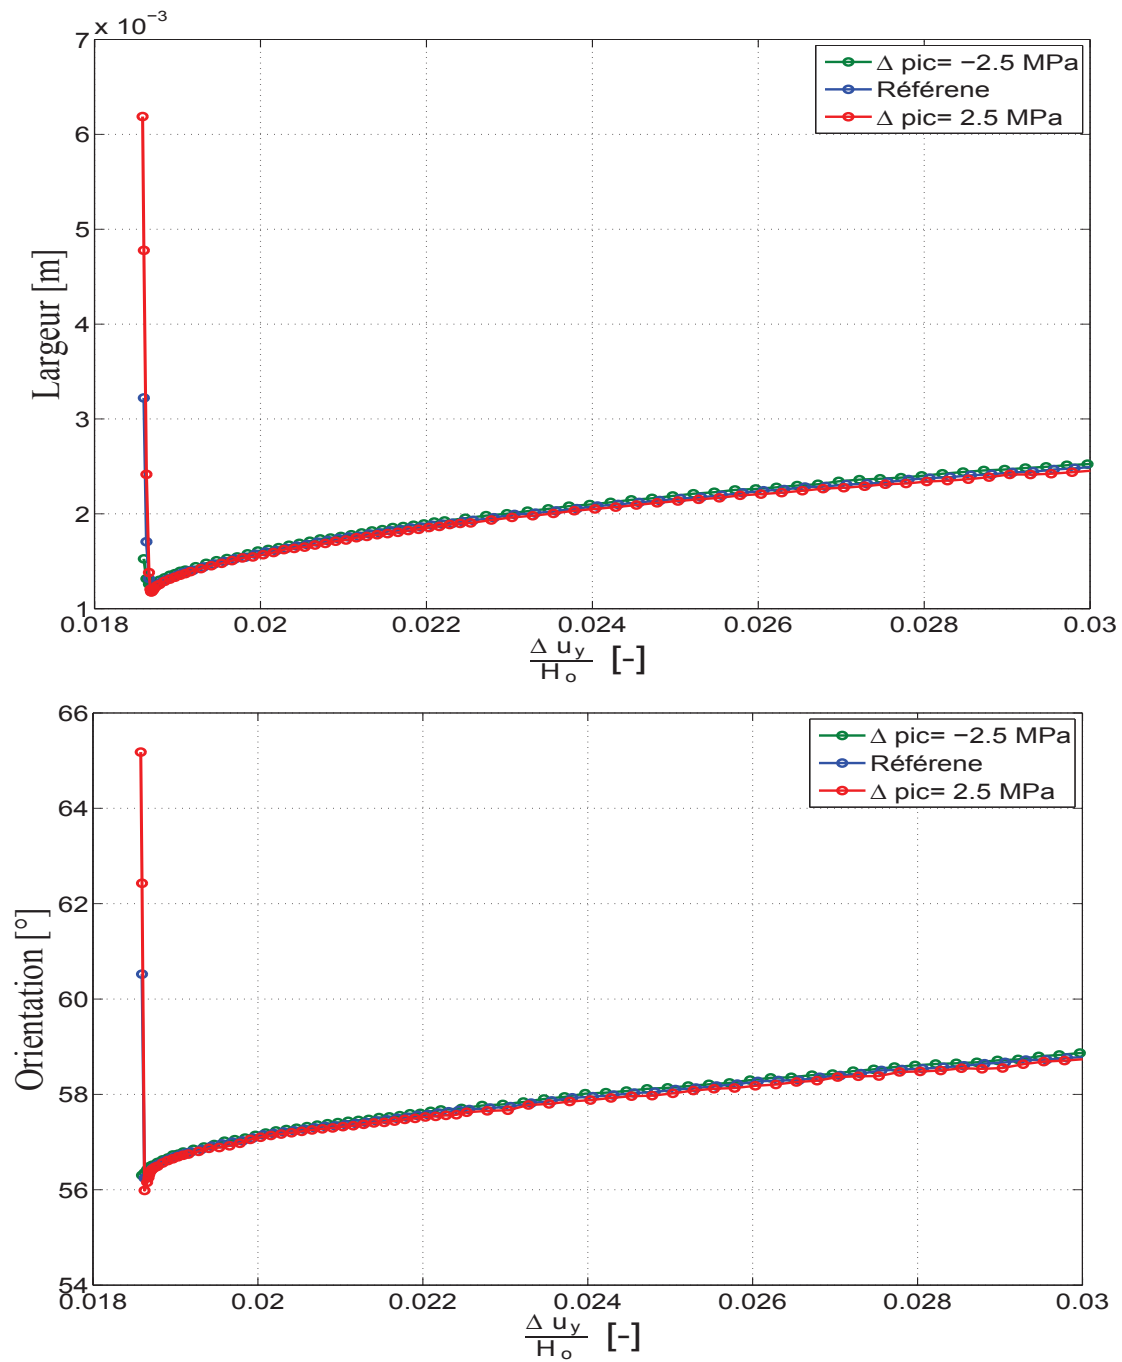 7 x 10⁻³
6
5
4
3
2
1
Largeur [m]
Δ pic= −2.5 MPa
Référene
Δ pic= 2.5 MPa
0.018 0.02 0.022 0.024 0.026 0.028 0.03
Δ u_y
H_o [-]
66
64
62
60
58
56
54
Orientation [°]
Δ pic= −2.5 MPa
Référene
Δ pic= 2.5 MPa
0.018 0.02 0.022 0.024 0.026 0.028 0.03
Δ u_y
H_o [-]